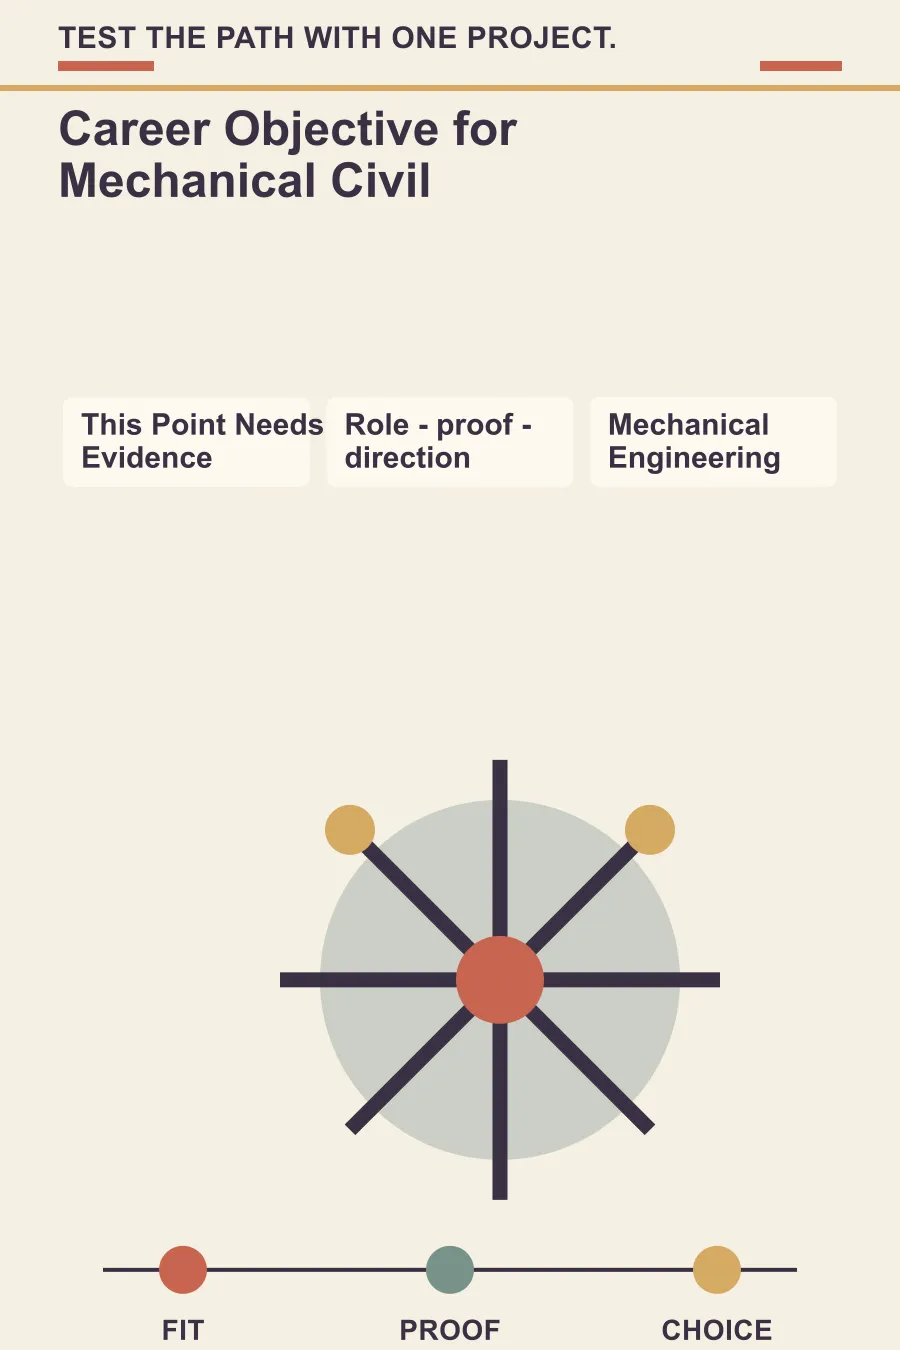 TEST THE PATH WITH ONE PROJECT.
Career Objective for
Mechanical Civil
This Point Needs
Evidence
Role - proof -
direction
Mechanical
Engineering
FIT
PROOF
CHOICE